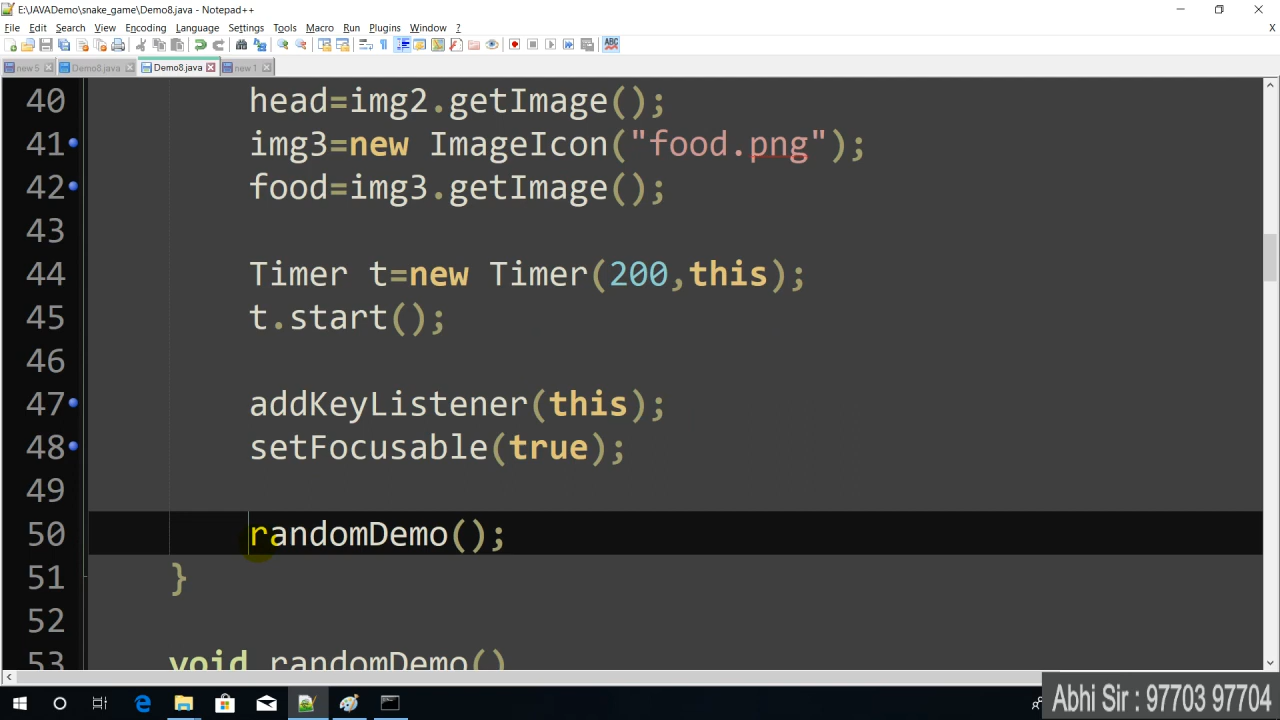 E:\JAVADemo\snake_game\Demo8.java - Notepad++
File Edit Search View Encoding Language Settings Tools Macro Run Plugins Window ? X
new 5 Demo8.java Demo8.java new 1
40 head=img2.getImage();
41 img3=new ImageIcon("food.png");
42 food=img3.getImage();
43
44 Timer t=new Timer(200,this);
45 t.start();
46
47 addKeyListener(this);
48 setFocusable(true);
49
50 randomDemo();
51 }
52
53 void randomDemo()
Abhi Sir : 97703 97704